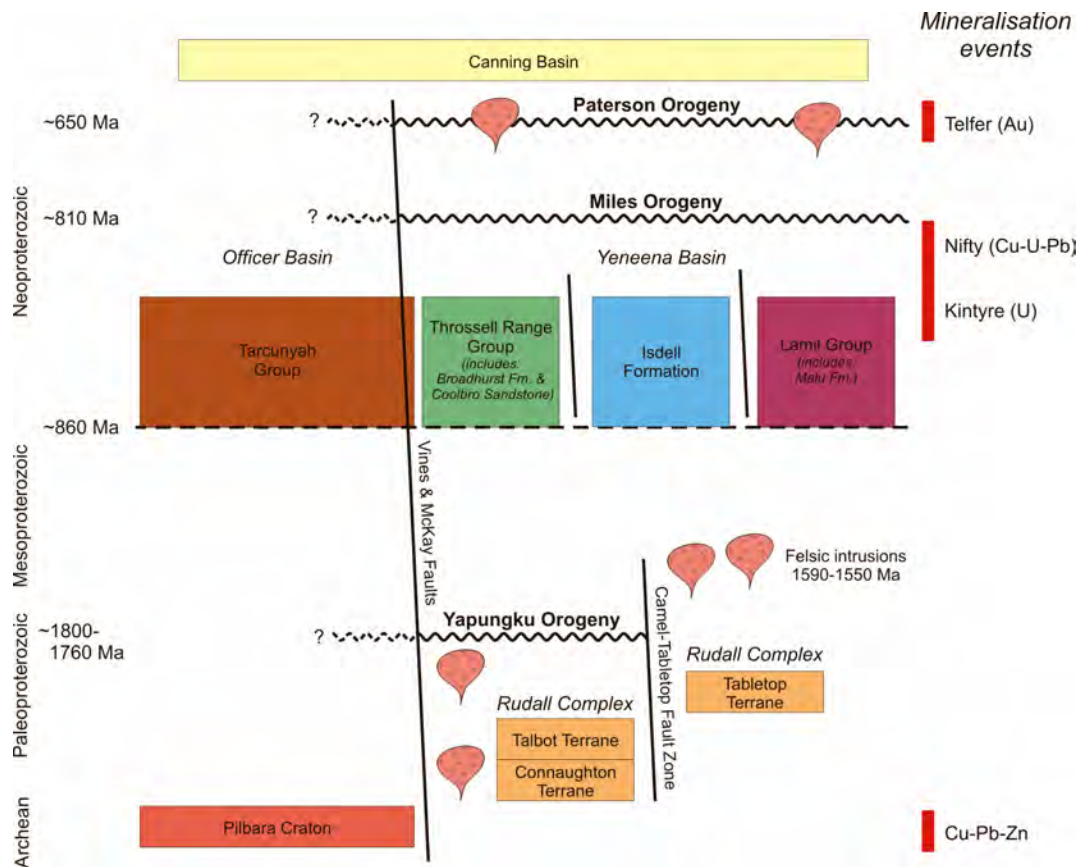 Mineralisation
events
Canning Basin
Paterson Orogeny
~650 Ma
?
Telfer (Au)
Miles Orogeny
~810 Ma
?
Nifty (Cu-U-Pb)
Officer Basin
Yeneena Basin
Kintyre (U)
Neoproterozoic
Tarcunyah
Group
Throssell Range
Group
(includes:
Broadhurst Fm. &
Coolbro Sandstone)
Isdell
Formation
Lamil Group
(includes:
Malu Fm.)
~860 Ma
Mesoproterozoic
Vines & McKay Faults
Felsic intrusions
1590-1550 Ma
Yapungku Orogeny
~1800-
1760 Ma
?
Camel-Tabletop Fault Zone
Paleoproterozoic
Rudall Complex
Tabletop
Terrane
Rudall Complex
Talbot Terrane
Connaughton
Terrane
Archean
Pilbara Craton
Cu-Pb-Zn